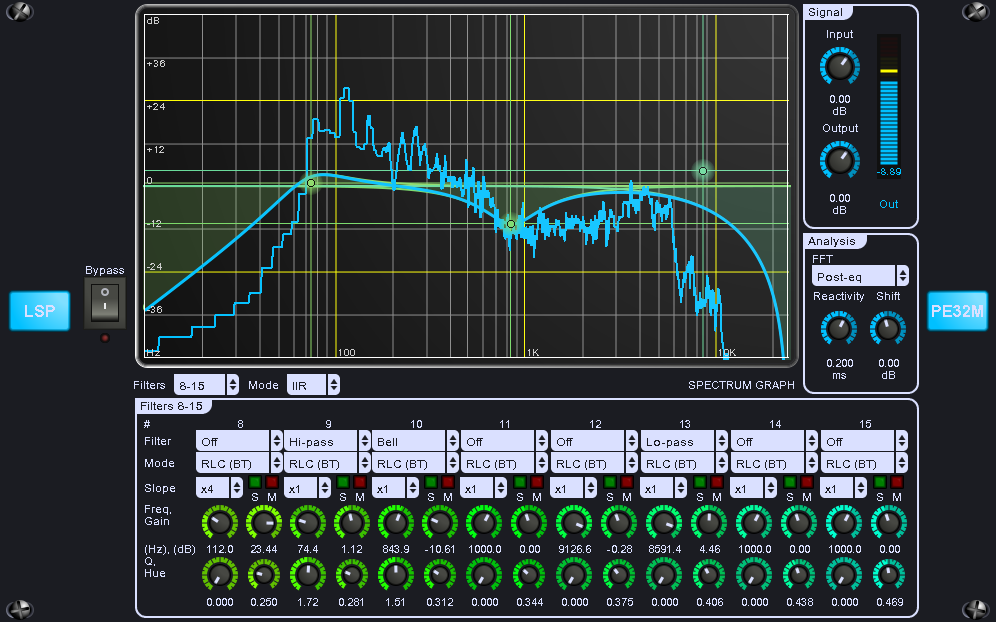 dB
+36
+24
+12
0
-12
-24
-36
Hz
100
1K
10K
Signal
Input
0.00
dB
Output
0.00
dB
-8.89
Out
Analysis
FFT
Post-eq
Reactivity Shift
0.200 0.00
ms dB
Bypass
LSP
PE32M
Filters 8-15 Mode IIR SPECTRUM GRAPH
Filters 8-15
# 8 9 10 11 12 13 14 15
Filter Off Hi-pass Bell Off Off Lo-pass Off Off
Mode RLC (BT) RLC (BT) RLC (BT) RLC (BT) RLC (BT) RLC (BT) RLC (BT) RLC (BT)
Slope x4 x1 x1 x1 x1 x1 x1 x1
S M S M S M S M S M S M S M S M
Freq,
Gain
(Hz), (dB) 112.0 23.44 74.4 1.12 843.9 -10.61 1000.0 0.00 9126.6 -0.28 8591.4 4.46 1000.0 0.00 1000.0 0.00
Q,
Hue
0.000 0.250 1.72 0.281 1.51 0.312 0.000 0.344 0.000 0.375 0.000 0.406 0.000 0.438 0.000 0.469